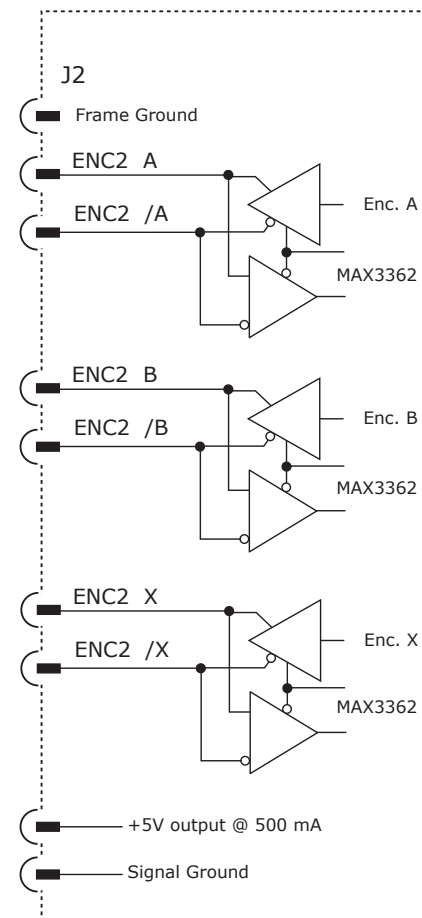 J2
Frame Ground
ENC2 A
Enc. A
ENC2 /A
MAX3362
ENC2 B
Enc. B
ENC2 /B
MAX3362
ENC2 X
Enc. X
ENC2 /X
MAX3362
+5V output @ 500 mA
Signal Ground